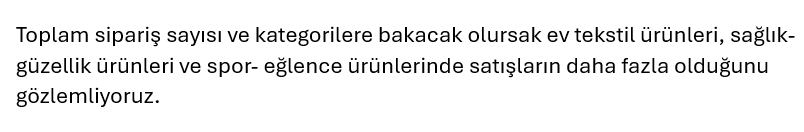 Toplam sipariş sayısı ve kategorilere bakacak olursak ev tekstil ürünleri, sağlık-
güzellik ürünleri ve spor- eğlence ürünlerinde satışların daha fazla olduğunu
gözlemliyoruz.